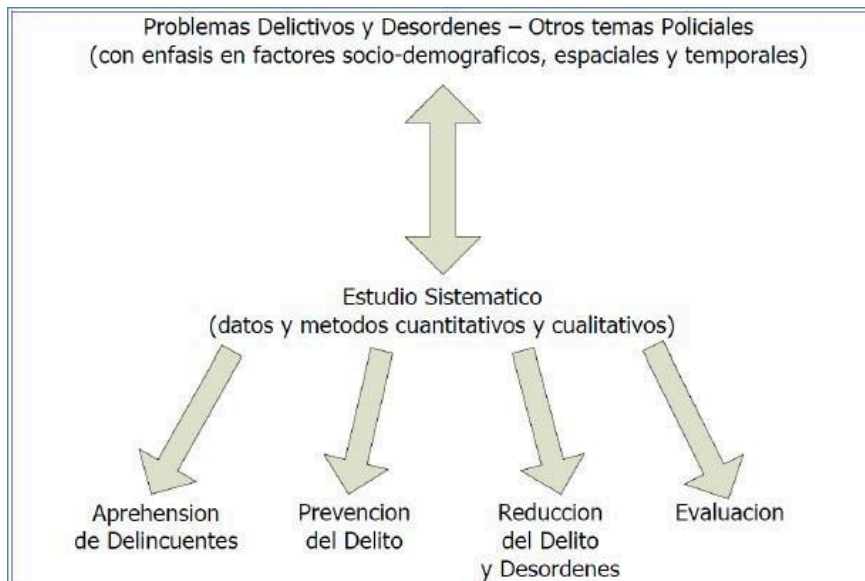 Problemas Delictivos y Desordenes – Otros temas Policiales
(con enfasis en factores socio-demograficos, espaciales y temporales)
Estudio Sistematico
(datos y metodos cuantitativos y cualitativos)
Aprehension
de Delincuentes
Prevencion
del Delito
Reduccion
del Delito
y Desordenes
Evaluacion